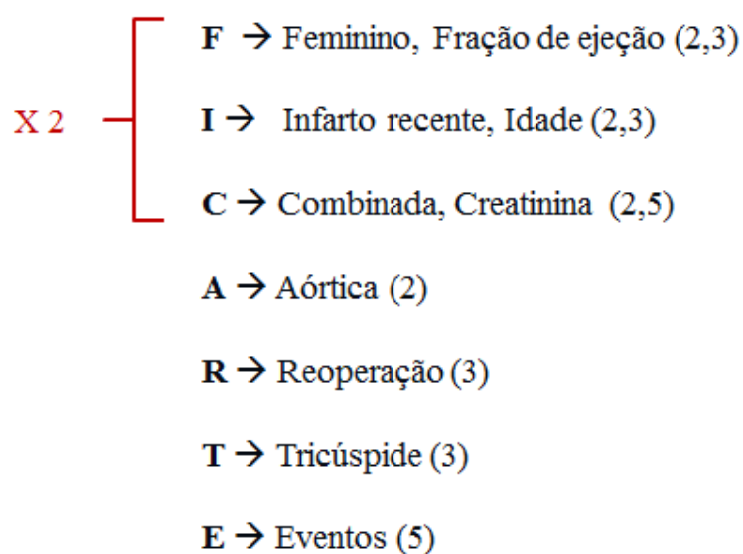 F → Feminino, Fração de ejeção (2,3)
X 2
I → Infarto recente, Idade (2,3)
C → Combinada, Creatinina (2,5)
A → Aórtica (2)
R → Reoperação (3)
T → Tricúspide (3)
E → Eventos (5)